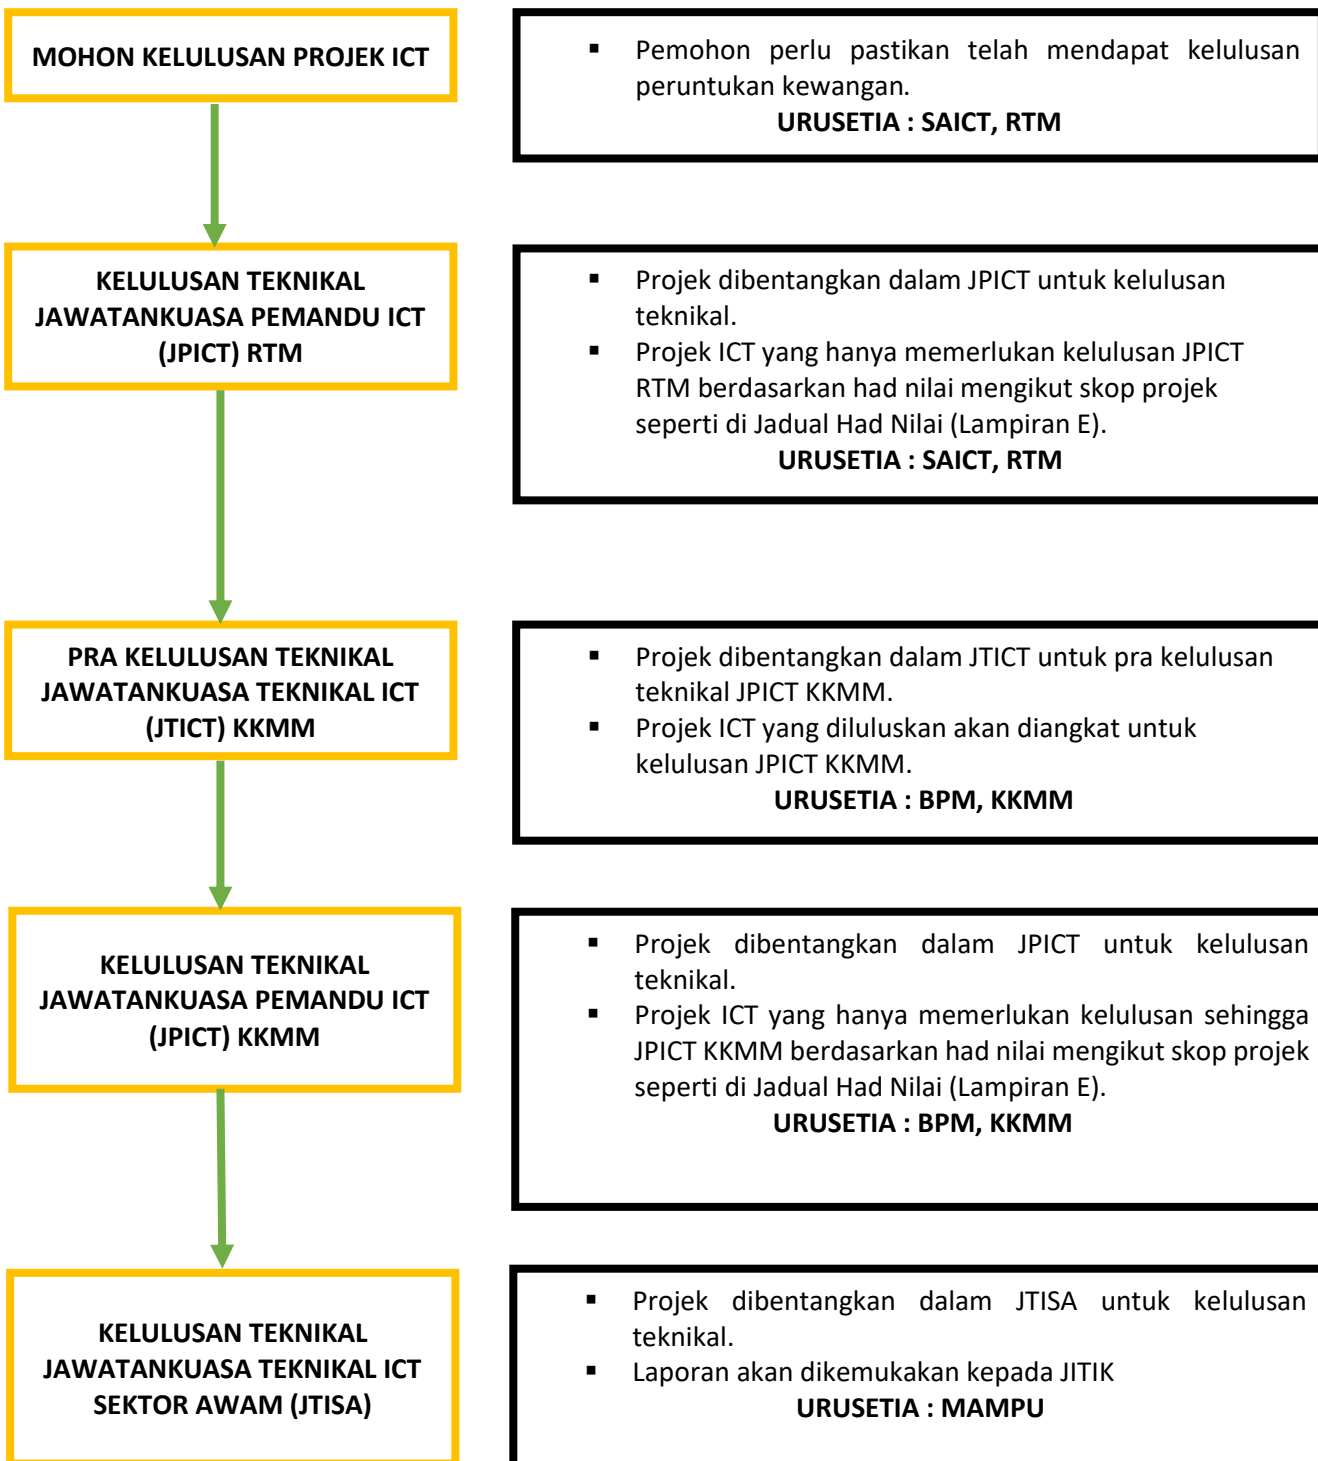 MOHON KELULUSAN PROJEK ICT
▪ Pemohon perlu pastikan telah mendapat kelulusan
peruntukan kewangan.
URUSETIA : SAICT, RTM
KELULUSAN TEKNIKAL
JAWATANKUASA PEMANDU ICT
(JPICT) RTM
▪ Projek dibentangkan dalam JPICT untuk kelulusan
teknikal.
▪ Projek ICT yang hanya memerlukan kelulusan JPICT
RTM berdasarkan had nilai mengikut skop projek
seperti di Jadual Had Nilai (Lampiran E).
URUSETIA : SAICT, RTM
PRA KELULUSAN TEKNIKAL
JAWATANKUASA TEKNIKAL ICT
(JTICT) KKMM
▪ Projek dibentangkan dalam JTICT untuk pra kelulusan
teknikal JPICT KKMM.
▪ Projek ICT yang diluluskan akan diangkat untuk
kelulusan JPICT KKMM.
URUSETIA : BPM, KKMM
KELULUSAN TEKNIKAL
JAWATANKUASA PEMANDU ICT
(JPICT) KKMM
▪ Projek dibentangkan dalam JPICT untuk kelulusan
teknikal.
▪ Projek ICT yang hanya memerlukan kelulusan sehingga
JPICT KKMM berdasarkan had nilai mengikut skop projek
seperti di Jadual Had Nilai (Lampiran E).
URUSETIA : BPM, KKMM
KELULUSAN TEKNIKAL
JAWATANKUASA TEKNIKAL ICT
SEKTOR AWAM (JTISA)
▪ Projek dibentangkan dalam JTISA untuk kelulusan
teknikal.
▪ Laporan akan dikemukakan kepada JITIK
URUSETIA : MAMPU